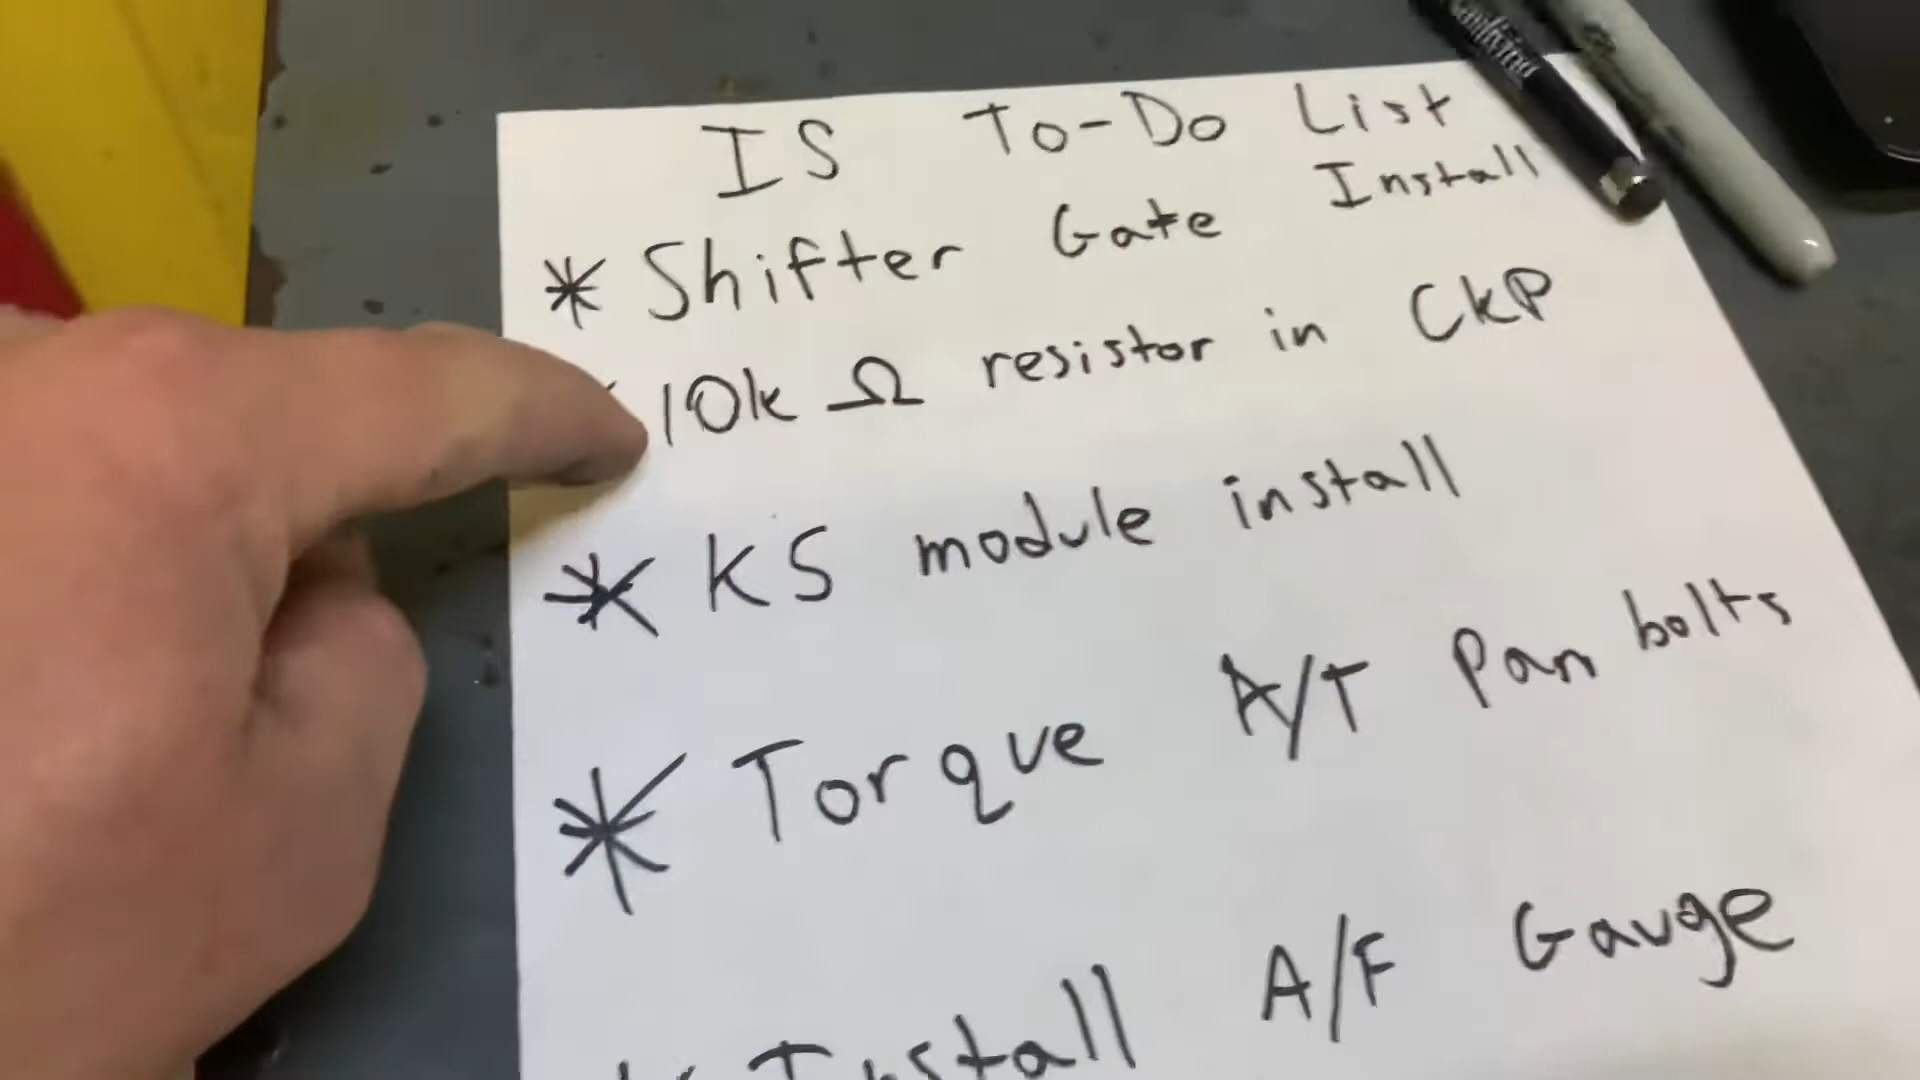 IS To-Do List
* Shifter Gate Install
10k Ω resistor in CkP
* KS module install
* Torque A/T Pan bolts
* Install A/F Gauge